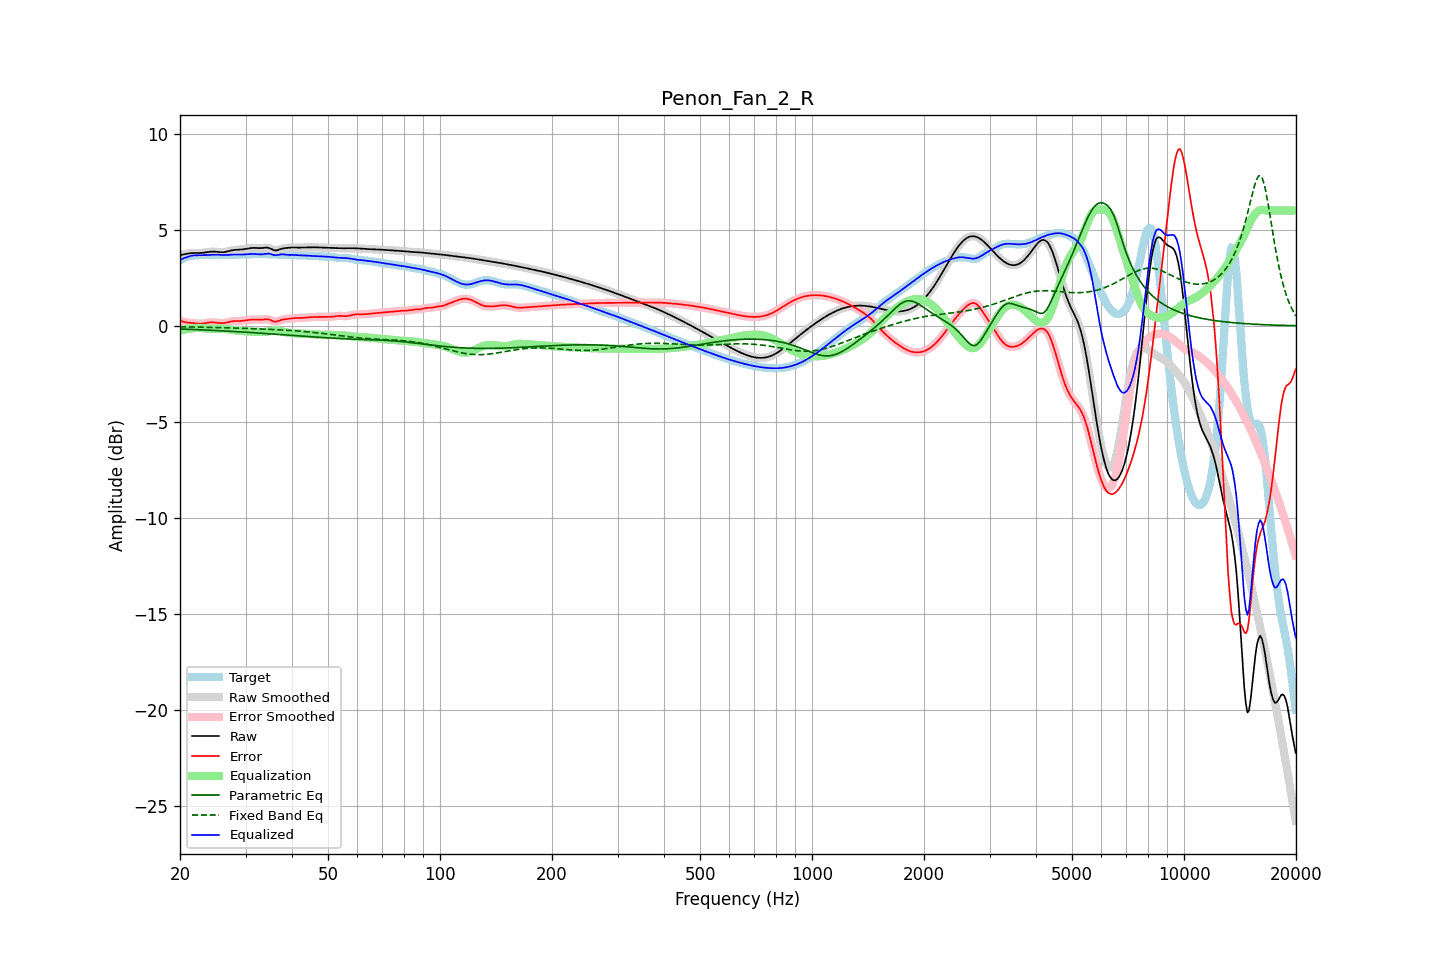 Penon_Fan_2_R
10
5
0
−5
−10
−15
−20
−25
Amplitude (dBr)
Target
Raw Smoothed
Error Smoothed
Raw
Error
Equalization
Parametric Eq
Fixed Band Eq
Equalized
20 50 100 200 500 1000 2000 5000 10000 20000
Frequency (Hz)